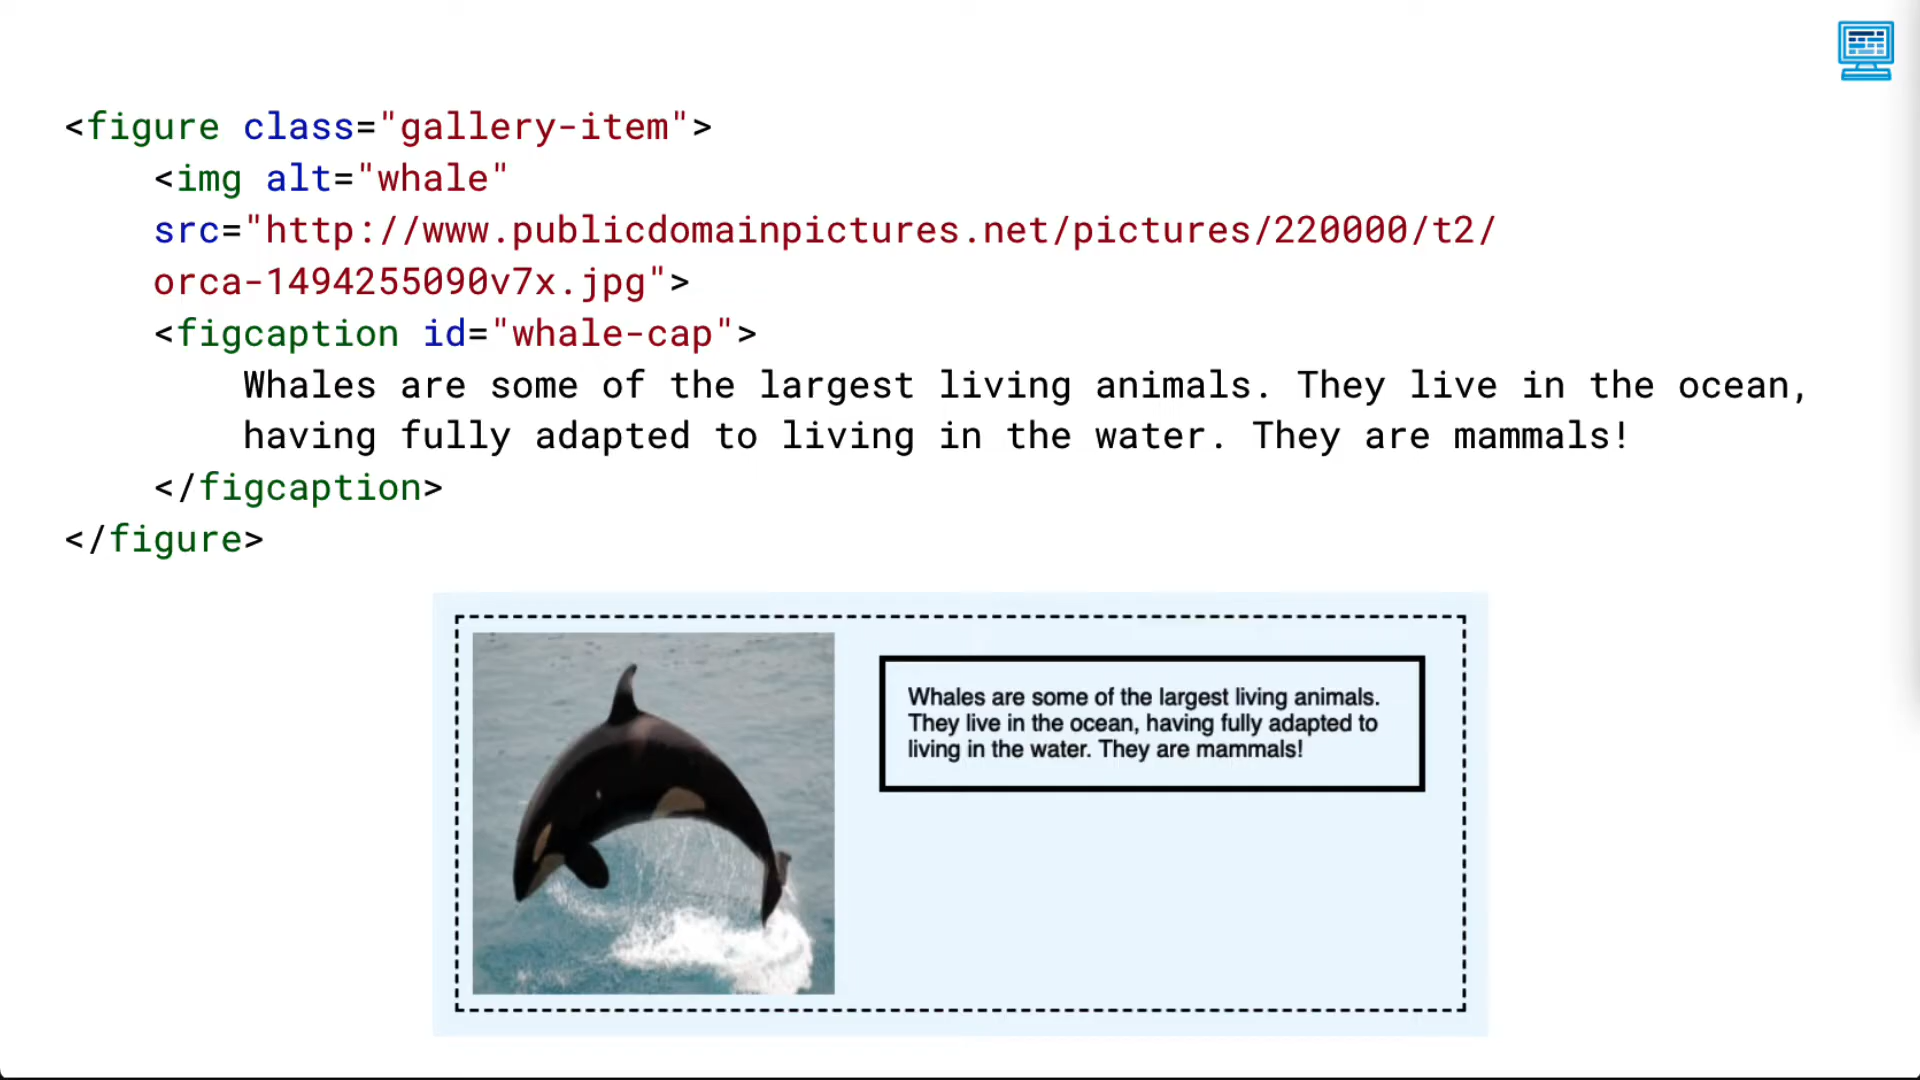 <figure class="gallery-item">
<img alt="whale"
src="http://www.publicdomainpictures.net/pictures/220000/t2/
orca-1494255090v7x.jpg">
<figcaption id="whale-cap">
Whales are some of the largest living animals. They live in the ocean,
having fully adapted to living in the water. They are mammals!
</figcaption>
</figure>
Whales are some of the largest living animals.
They live in the ocean, having fully adapted to
living in the water. They are mammals!